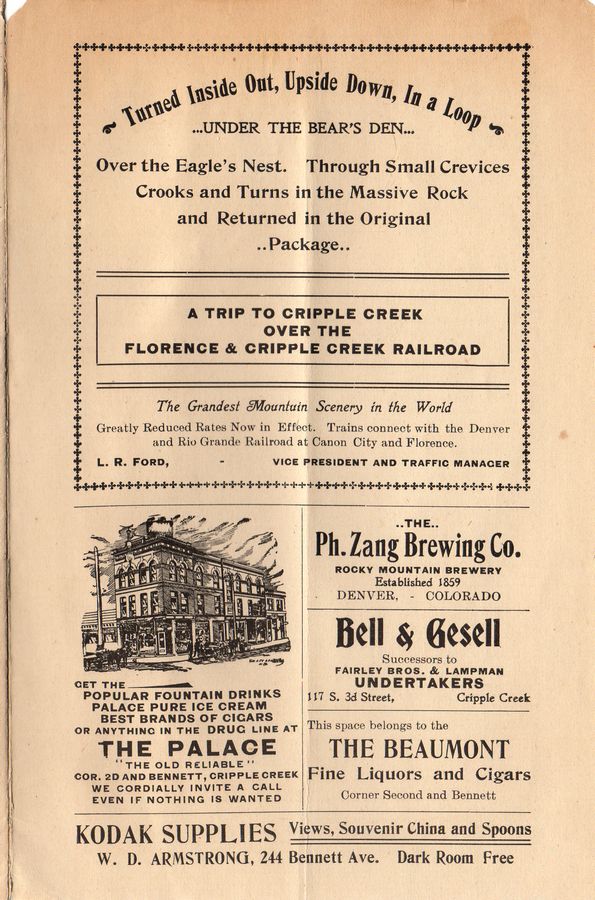 Turned Inside Out, Upside Down, In a Loop
...UNDER THE BEAR'S DEN...
Over the Eagle's Nest. Through Small Crevices
Crooks and Turns in the Massive Rock
and Returned in the Original
..Package..
A TRIP TO CRIPPLE CREEK
OVER THE
FLORENCE & CRIPPLE CREEK RAILROAD
The Grandest Mountain Scenery in the World
Greatly Reduced Rates Now in Effect. Trains connect with the Denver
and Rio Grande Railroad at Canon City and Florence.
L. R. FORD, - VICE PRESIDENT AND TRAFFIC MANAGER
GET THE
POPULAR FOUNTAIN DRINKS
PALACE PURE ICE CREAM
BEST BRANDS OF CIGARS
OR ANYTHING IN THE DRUG LINE AT
THE PALACE
"THE OLD RELIABLE"
COR. 2D AND BENNETT, CRIPPLE CREEK
WE CORDIALLY INVITE A CALL
EVEN IF NOTHING IS WANTED
..THE..
Ph. Zang Brewing Co.
ROCKY MOUNTAIN BREWERY
Established 1859
DENVER, - COLORADO
Bell & Gesell
Successors to
FAIRLEY BROS. & LAMPMAN
UNDERTAKERS
117 S. 3d Street, Cripple Creek
This space belongs to the
THE BEAUMONT
Fine Liquors and Cigars
Corner Second and Bennett
KODAK SUPPLIES Views, Souvenir China and Spoons
W. D. ARMSTRONG, 244 Bennett Ave. Dark Room Free